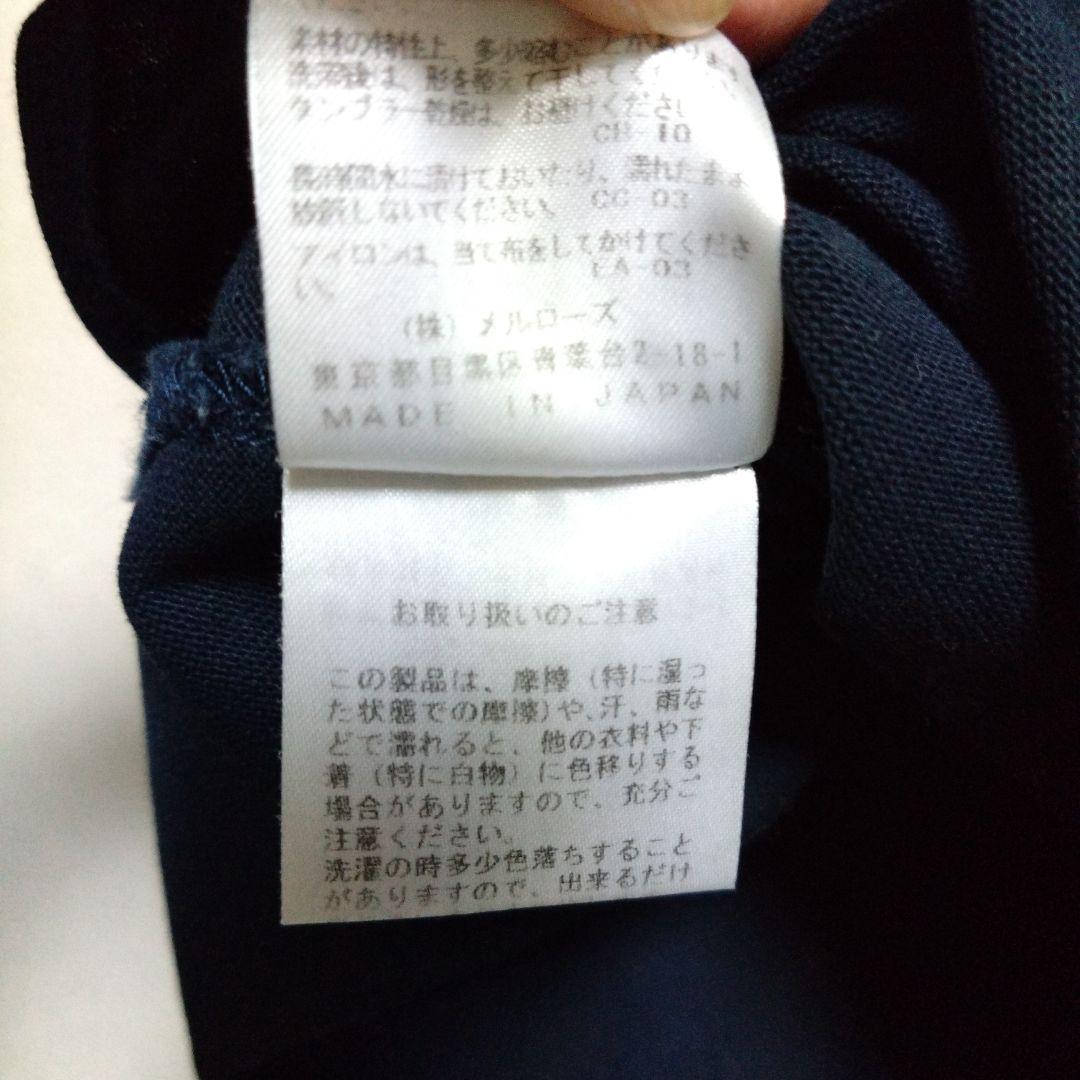 素材の特性上、多少縮むことがあります
洗濯後は、形を整えて干してください
タンブラー乾燥は、お避けください
CH-10
長時間水に漬けておいたり、濡れたまま
放置しないでください。 CC-03
アイロンは、当て布をしてかけてくださ
い。 EA-03
(株) メルローズ
東京都目黒区青葉台2-18-1
MADE IN JAPAN
お取り扱いのご注意
この製品は、摩擦(特に湿っ
た状態での摩擦)や、汗、雨な
どで濡れると、他の衣料や下
着(特に白物)に色移りする
場合がありますので、充分ご
注意ください。
洗濯の時多少色落ちすること
がありますので、出来るだけ